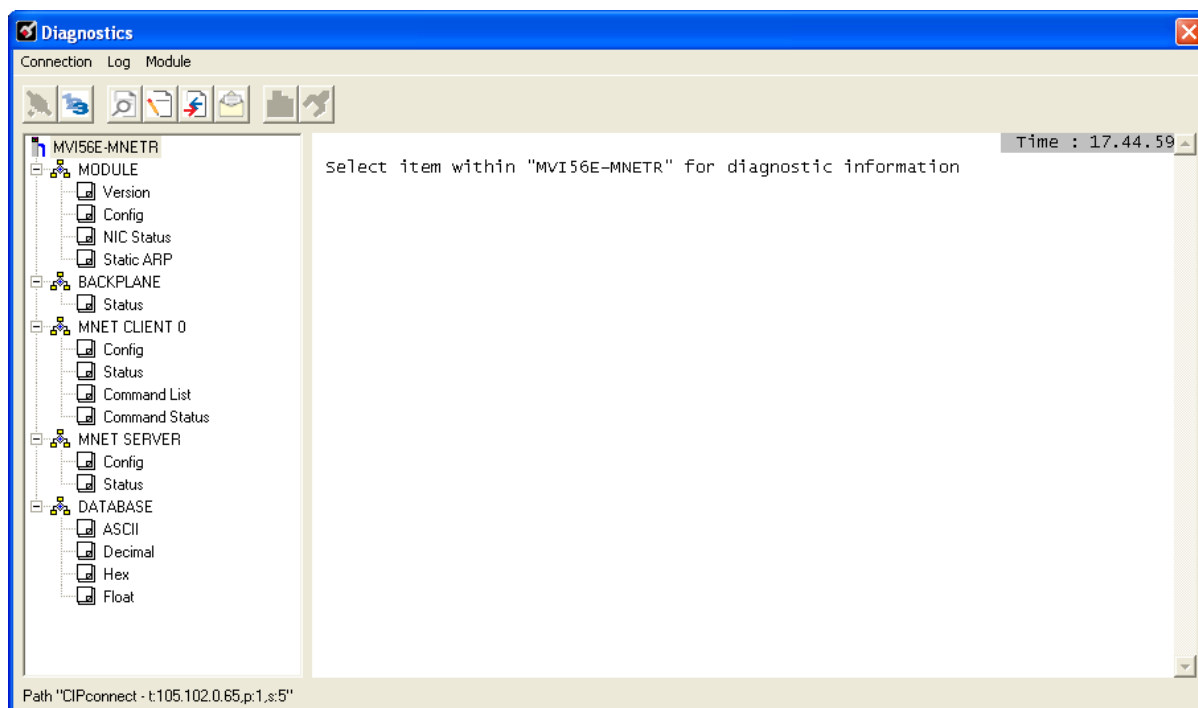 Diagnostics
Connection Log Module
MVI56E-MNETR
MODULE
Version
Config
NIC Status
Static ARP
BACKPLANE
Status
MNET CLIENT 0
Config
Status
Command List
Command Status
MNET SERVER
Config
Status
DATABASE
ASCII
Decimal
Hex
Float
Time : 17.44.59
Select item within "MVI56E-MNETR" for diagnostic information
Path "CIPconnect - t:105.102.0.65,p:1,s:5"